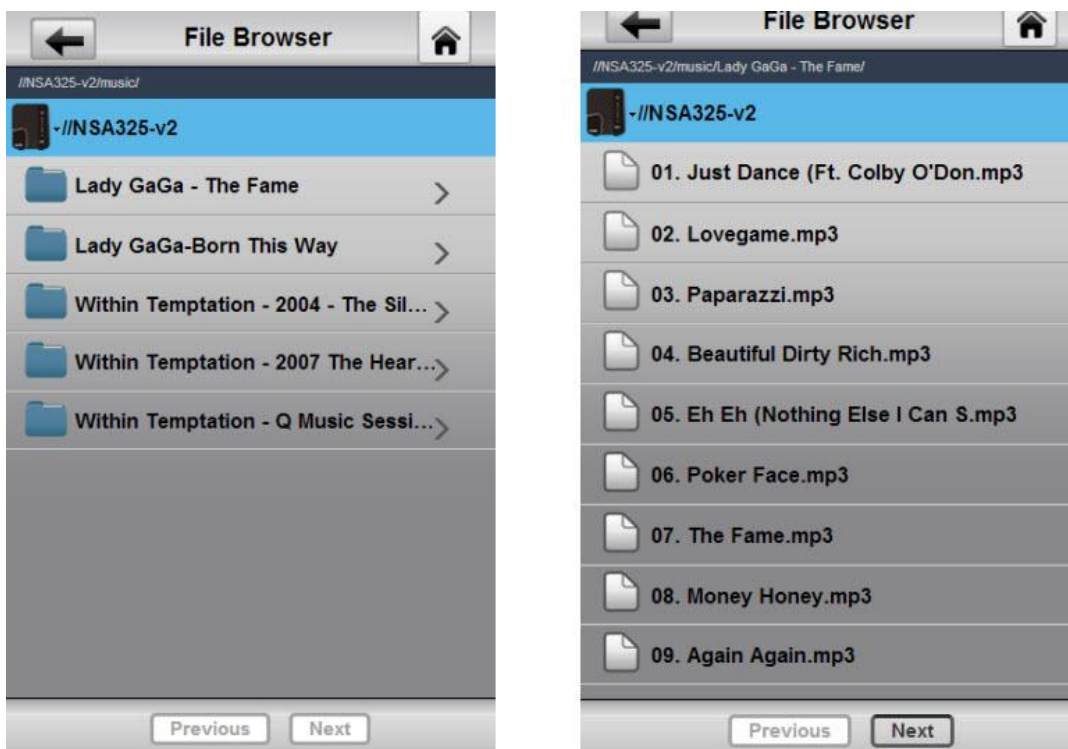 File Browser
//NSA325-v2/music/
//NSA325-v2
Lady GaGa - The Fame
Lady GaGa-Born This Way
Within Temptation - 2004 - The Sil...
Within Temptation - 2007 The Hear...
Within Temptation - Q Music Sessi...
Previous Next
File Browser
//NSA325-v2/music/Lady GaGa - The Fame/
//NSA325-v2
01. Just Dance (Ft. Colby O'Don.mp3
02. Lovegame.mp3
03. Paparazzi.mp3
04. Beautiful Dirty Rich.mp3
05. Eh Eh (Nothing Else I Can S.mp3
06. Poker Face.mp3
07. The Fame.mp3
08. Money Honey.mp3
09. Again Again.mp3
Previous Next